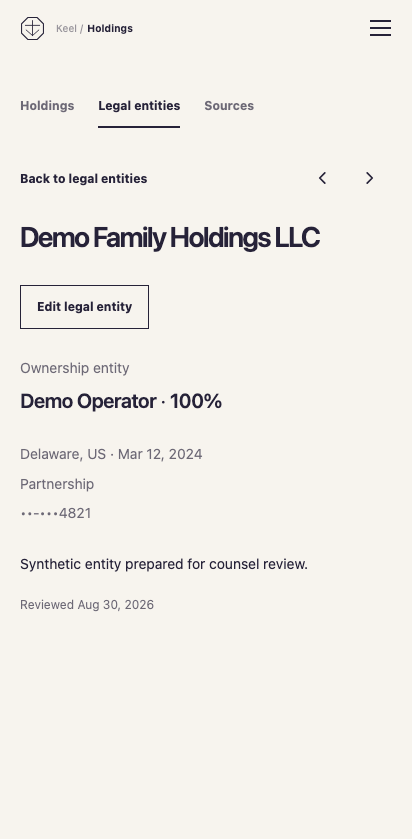 Keel / Holdings
Holdings Legal entities Sources
Back to legal entities
Demo Family Holdings LLC
Edit legal entity
Ownership entity
Demo Operator · 100%
Delaware, US · Mar 12, 2024
Partnership
••-•••4821
Synthetic entity prepared for counsel review.
Reviewed Aug 30, 2026